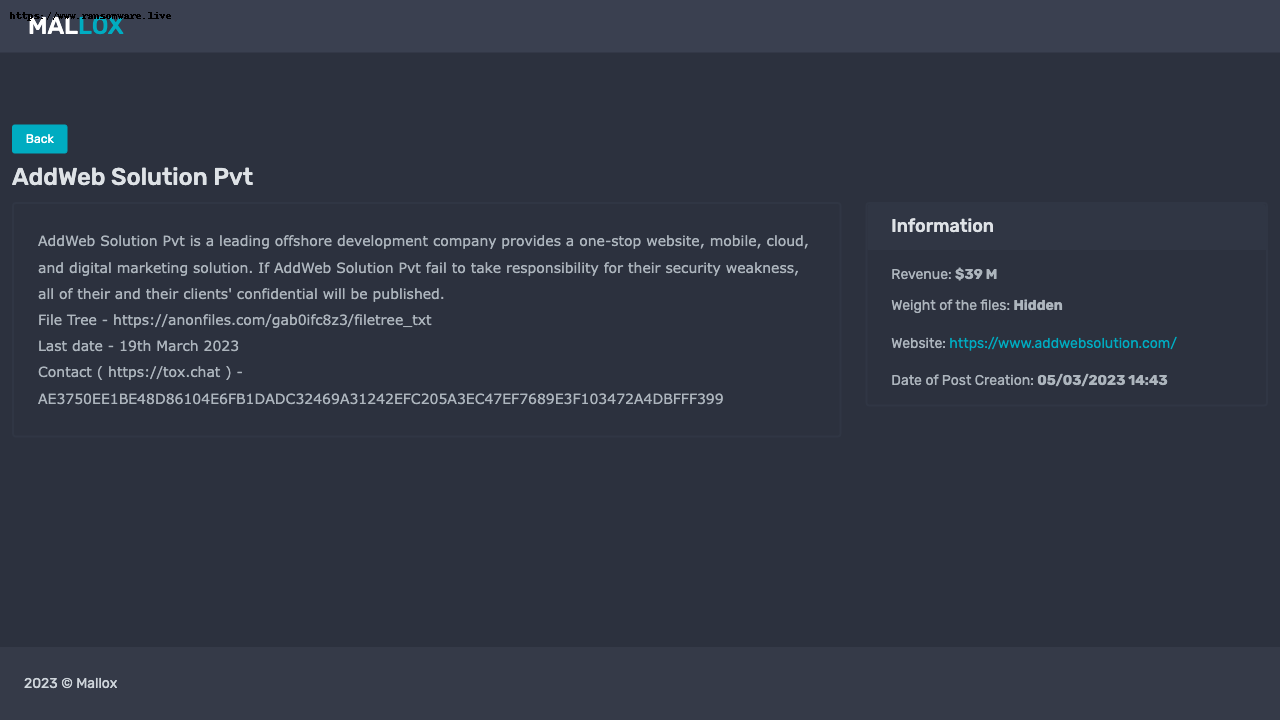 https://www.ransomware.live
MALLOX
Back
AddWeb Solution Pvt
AddWeb Solution Pvt is a leading offshore development company provides a one-stop website, mobile, cloud,
and digital marketing solution. If AddWeb Solution Pvt fail to take responsibility for their security weakness,
all of their and their clients' confidential will be published.
File Tree - https://anonfiles.com/gab0ifc8z3/filetree_txt
Last date - 19th March 2023
Contact ( https://tox.chat ) -
AE3750EE1BE48D86104E6FB1DADC32469A31242EFC205A3EC47EF7689E3F103472A4DBFFF399
Information
Revenue: $39 M
Weight of the files: Hidden
Website: https://www.addwebsolution.com/
Date of Post Creation: 05/03/2023 14:43
2023 © Mallox